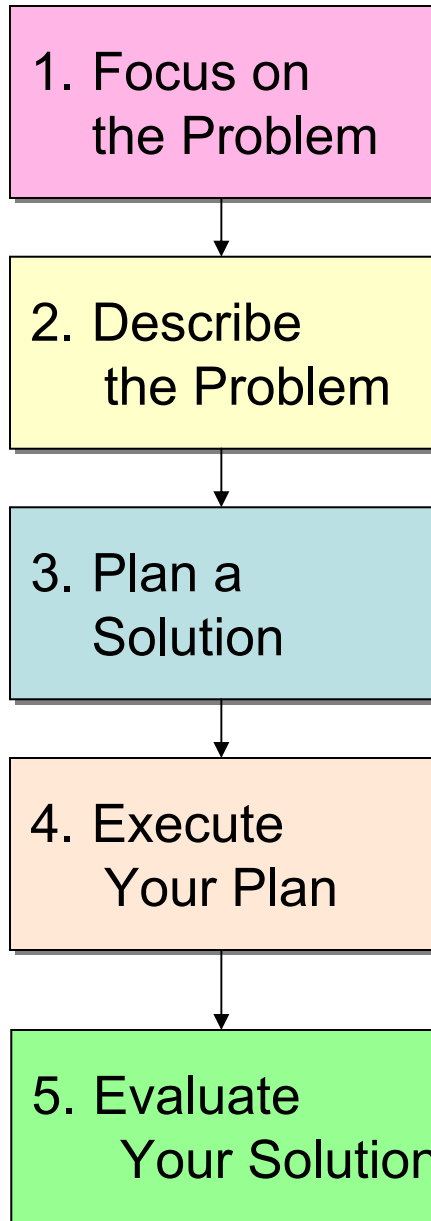 1. Focus on
the Problem
2. Describe
the Problem
3. Plan a
Solution
4. Execute
Your Plan
5. Evaluate
Your Solution